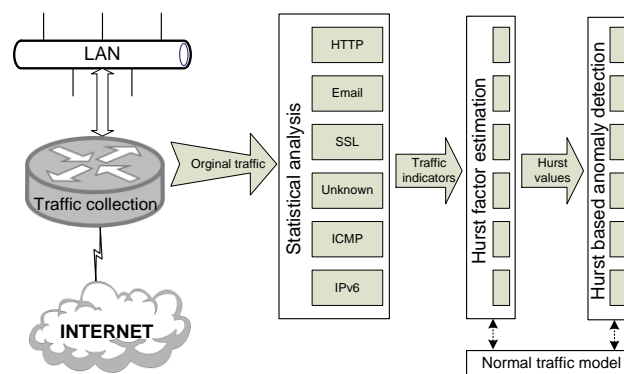 LAN
Traffic collection
INTERNET
Orginal traffic
Statistical analysis
HTTP
Email
SSL
Unknown
ICMP
IPv6
Traffic
indicators
Hurst factor estimation
Hurst
values
Hurst based anomaly detection
Normal traffic model